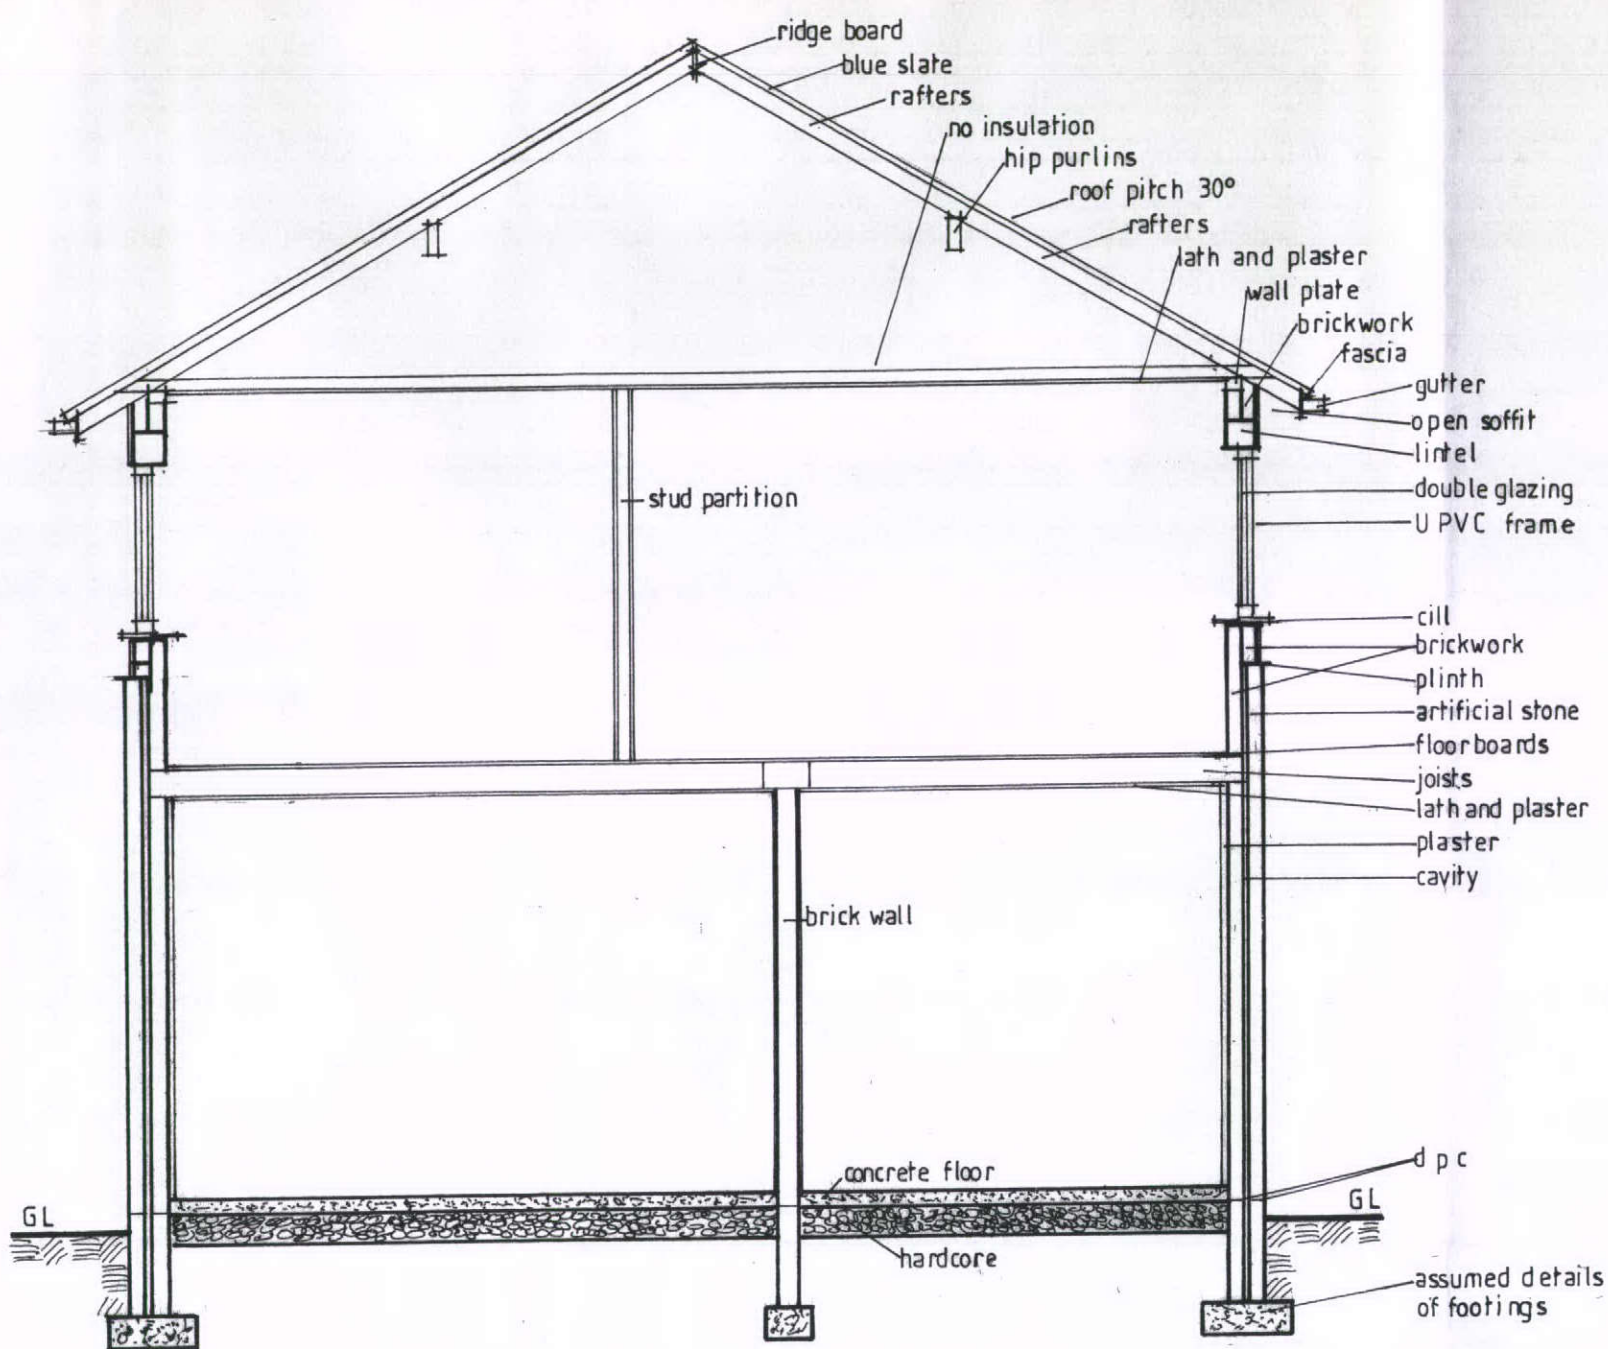 ridge board
blue slate
rafters
no insulation
hip purlins
roof pitch 30°
rafters
lath and plaster
wall plate
brickwork
fascia
gutter
open soffit
lintel
double glazing
UPVC frame
stud partition
cill
brickwork
plinth
artificial stone
floorboards
joists
lath and plaster
plaster
cavity
brick wall
concrete floor
d p c
GL
GL
hardcore
assumed details
of footings